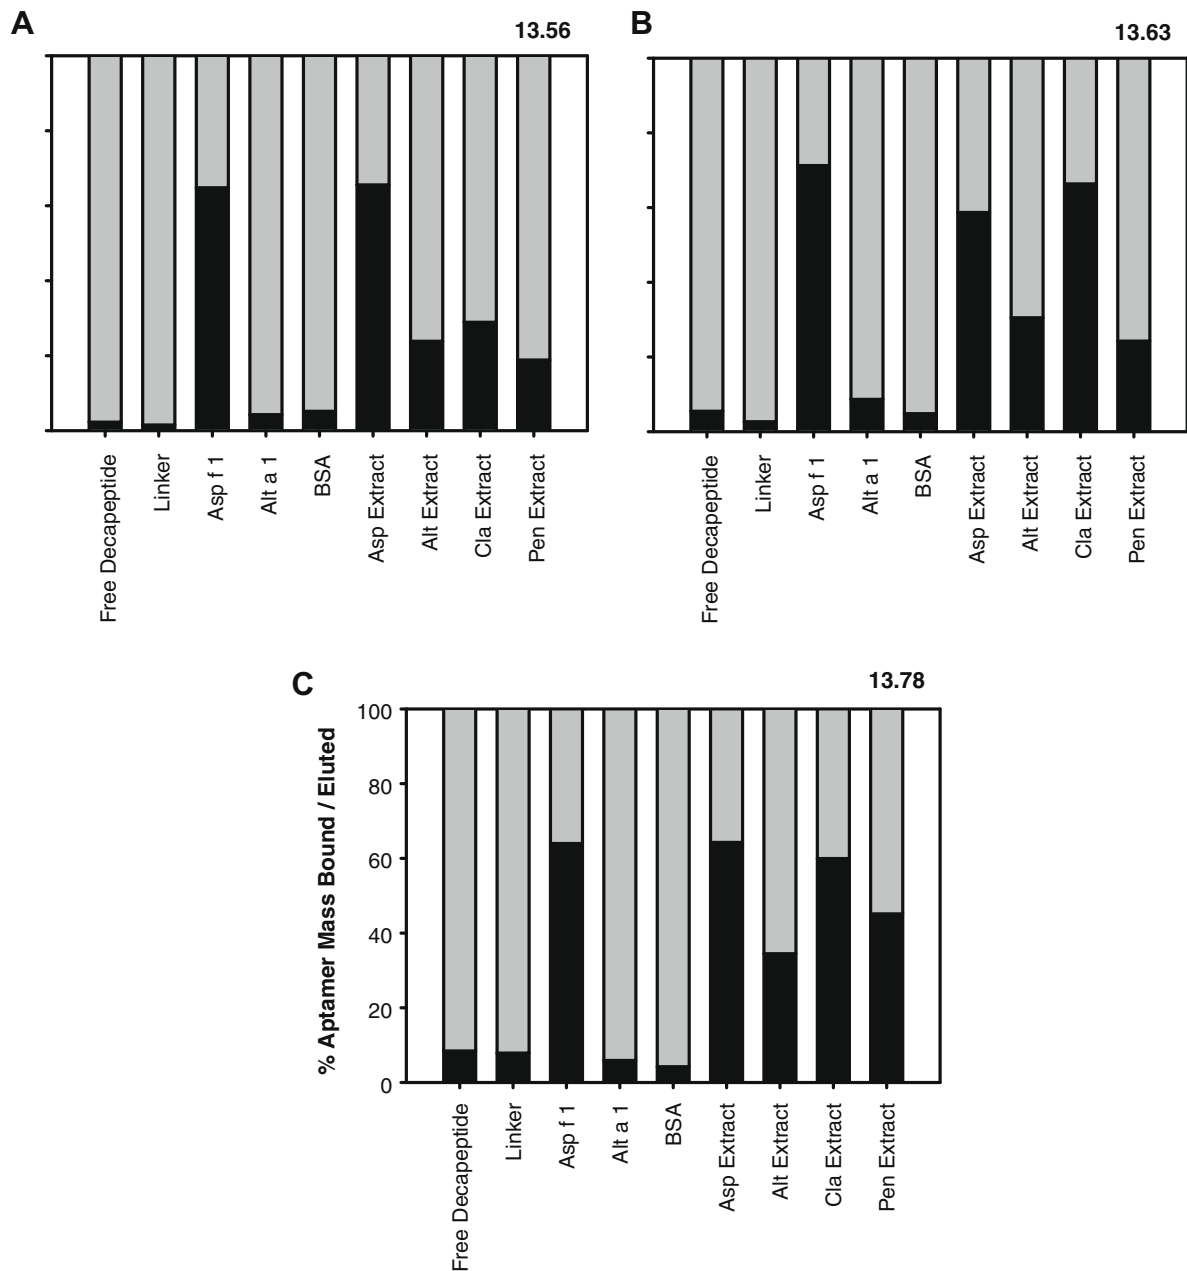 A
13.56
Free Decapeptide
Linker
Asp f 1
Alt a 1
BSA
Asp Extract
Alt Extract
Cla Extract
Pen Extract
B
13.63
Free Decapeptide
Linker
Asp f 1
Alt a 1
BSA
Asp Extract
Alt Extract
Cla Extract
Pen Extract
C
13.78
% Aptamer Mass Bound / Eluted
100
80
60
40
20
0
Free Decapeptide
Linker
Asp f 1
Alt a 1
BSA
Asp Extract
Alt Extract
Cla Extract
Pen Extract